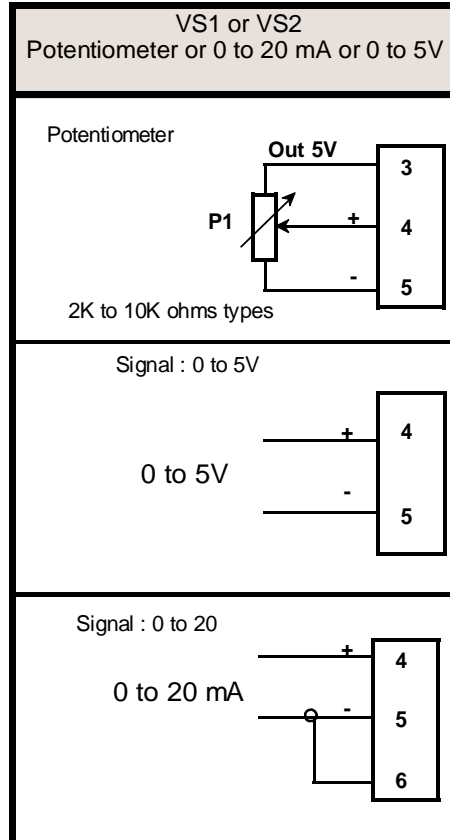 VS1 or VS2
Potentiometer or 0 to 20 mA or 0 to 5V
Potentiometer
Out 5V
3
P1
+
4
-
5
2K to 10K ohms types
Signal : 0 to 5V
+
4
0 to 5V
-
5
Signal : 0 to 20
+
4
0 to 20 mA
-
5
6